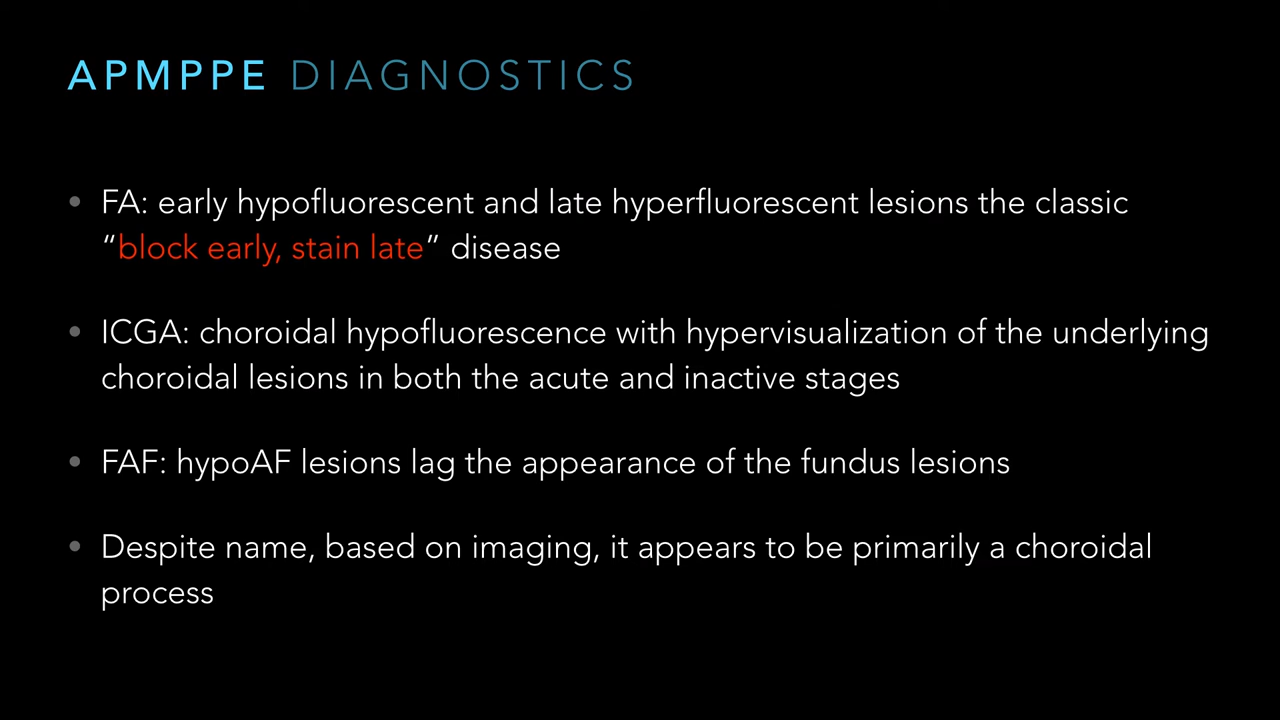 APMPPE DIAGNOSTICS
• FA: early hypofluorescent and late hyperfluorescent lesions the classic
“block early, stain late” disease
• ICGA: choroidal hypofluorescence with hypervisualization of the underlying
choroidal lesions in both the acute and inactive stages
• FAF: hypoAF lesions lag the appearance of the fundus lesions
• Despite name, based on imaging, it appears to be primarily a choroidal
process